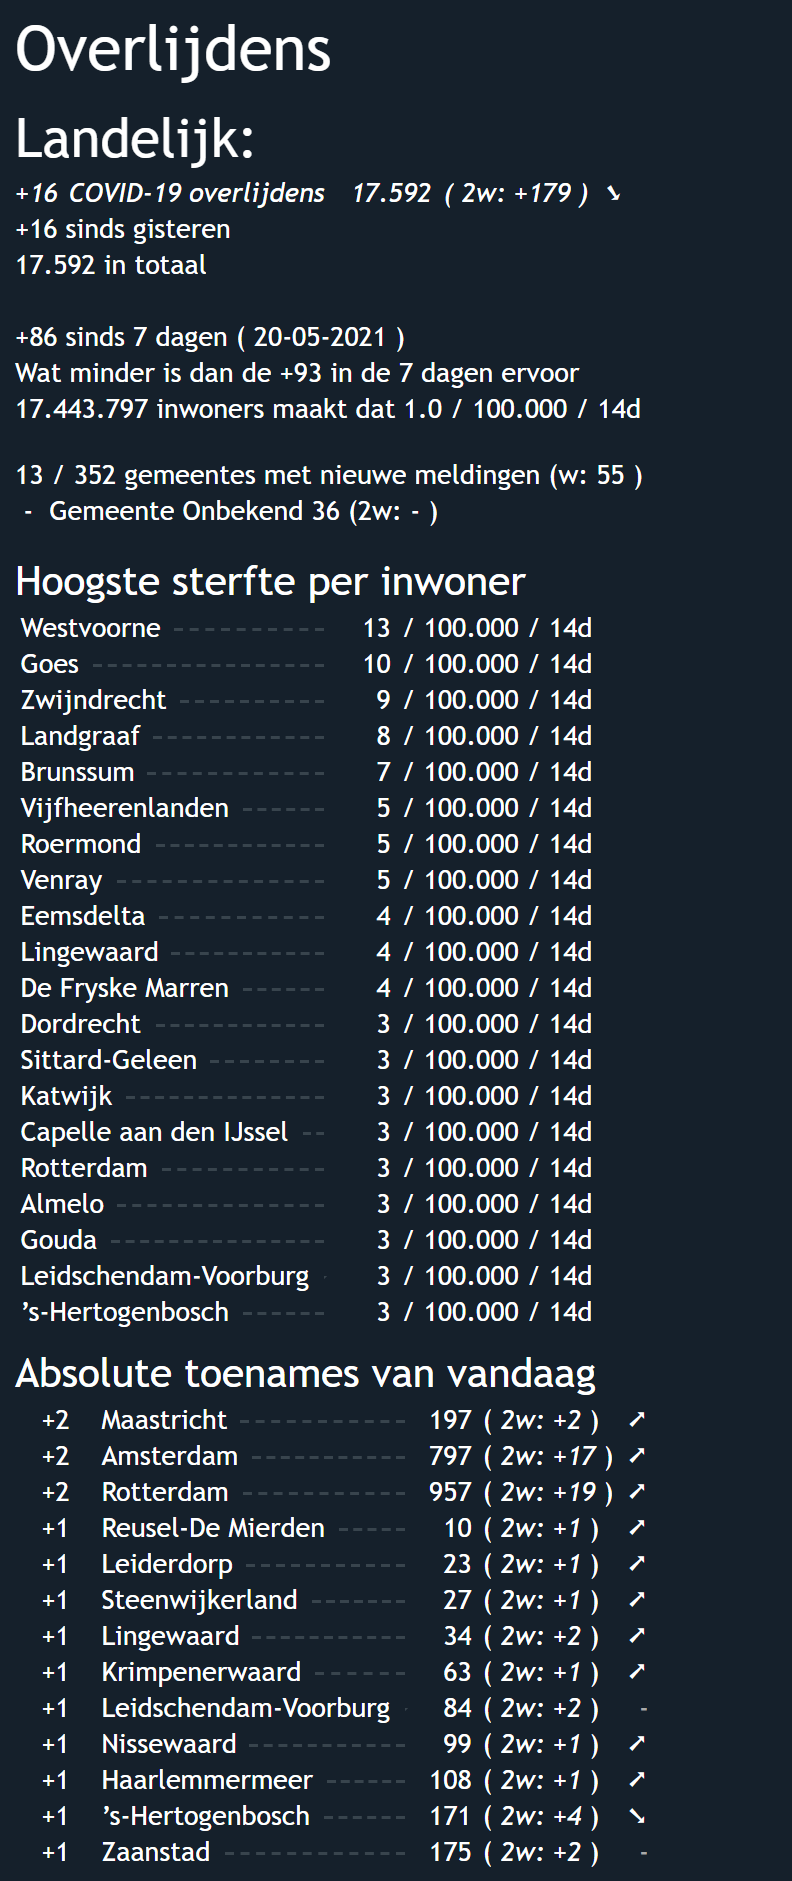 Overlijdens
Landelijk:
+16 COVID-19 overlijdens 17.592 ( 2w: +179 ) ➘
+16 sinds gisteren
17.592 in totaal
+86 sinds 7 dagen ( 20-05-2021 )
Wat minder is dan de +93 in de 7 dagen ervoor
17.443.797 inwoners maakt dat 1.0 / 100.000 / 14d
13 / 352 gemeentes met nieuwe meldingen (w: 55 )
- Gemeente Onbekend 36 (2w: - )
Hoogste sterfte per inwoner
Westvoorne ---------- 13 / 100.000 / 14d
Goes --------------- 10 / 100.000 / 14d
Zwijndrecht ---------- 9 / 100.000 / 14d
Landgraaf ----------- 8 / 100.000 / 14d
Brunssum ------------ 7 / 100.000 / 14d
Vijfheerenlanden ------ 5 / 100.000 / 14d
Roermond ----------- 5 / 100.000 / 14d
Venray -------------- 5 / 100.000 / 14d
Eemsdelta ----------- 4 / 100.000 / 14d
Lingewaard ---------- 4 / 100.000 / 14d
De Fryske Marren ------ 4 / 100.000 / 14d
Dordrecht ----------- 3 / 100.000 / 14d
Sittard-Geleen -------- 3 / 100.000 / 14d
Katwijk ------------- 3 / 100.000 / 14d
Capelle aan den IJssel -- 3 / 100.000 / 14d
Rotterdam ----------- 3 / 100.000 / 14d
Almelo -------------- 3 / 100.000 / 14d
Gouda -------------- 3 / 100.000 / 14d
Leidschendam-Voorburg - 3 / 100.000 / 14d
’s-Hertogenbosch ------ 3 / 100.000 / 14d
Absolute toenames van vandaag
+2 Maastricht ----------- 197 ( 2w: +2 ) ➚
+2 Amsterdam ---------- 797 ( 2w: +17 ) ➚
+2 Rotterdam ----------- 957 ( 2w: +19 ) ➚
+1 Reusel-De Mierden ----- 10 ( 2w: +1 ) ➚
+1 Leiderdorp ----------- 23 ( 2w: +1 ) ➚
+1 Steenwijkerland ------ 27 ( 2w: +1 ) ➚
+1 Lingewaard ---------- 34 ( 2w: +2 ) ➚
+1 Krimpenerwaard ------ 63 ( 2w: +1 ) ➚
+1 Leidschendam-Voorburg - 84 ( 2w: +2 ) -
+1 Nissewaard ----------- 99 ( 2w: +1 ) ➚
+1 Haarlemmermeer ------ 108 ( 2w: +1 ) ➚
+1 ’s-Hertogenbosch ------ 171 ( 2w: +4 ) ➘
+1 Zaanstad ------------ 175 ( 2w: +2 ) -